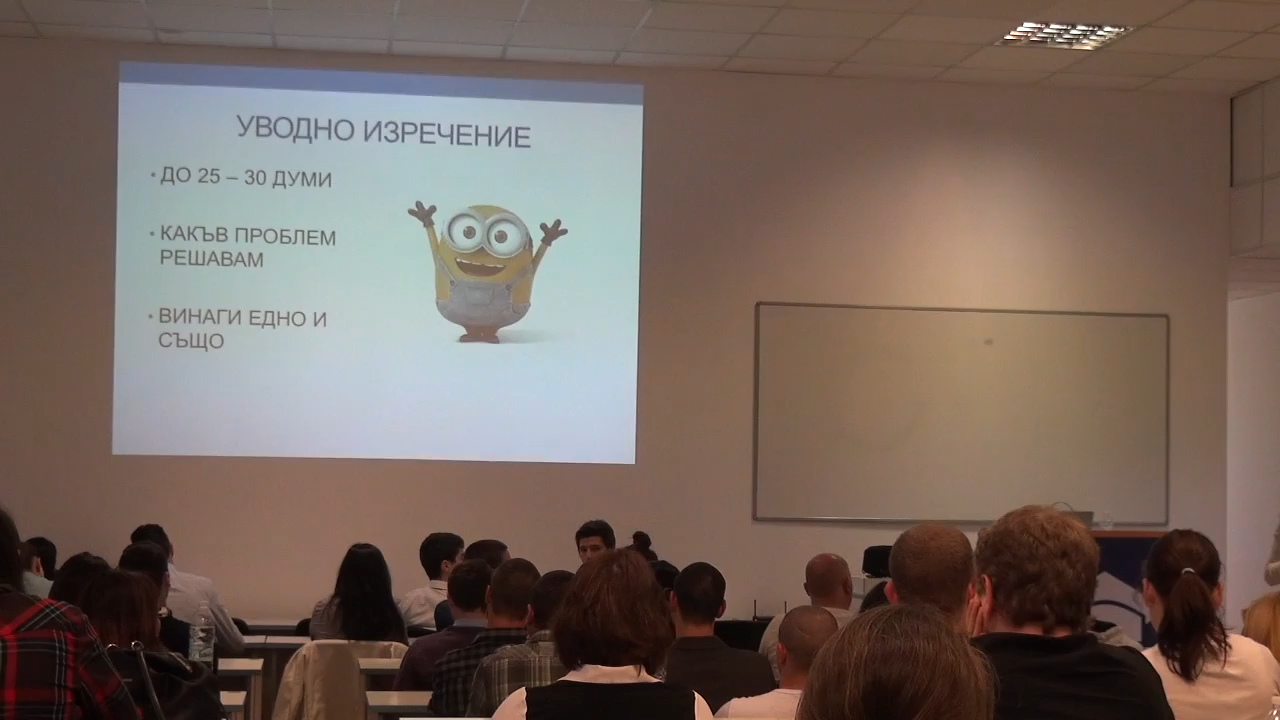 УВОДНО ИЗРЕЧЕНИЕ
• ДО 25 – 30 ДУМИ
• КАКЪВ ПРОБЛЕМ
РЕШАВАМ
• ВИНАГИ ЕДНО И
СЪЩО